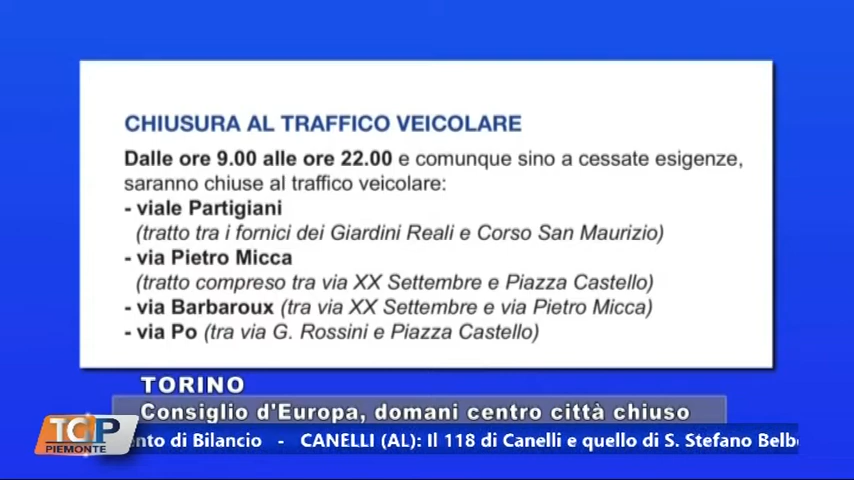 CHIUSURA AL TRAFFICO VEICOLARE
Dalle ore 9.00 alle ore 22.00 e comunque sino a cessate esigenze,
saranno chiuse al traffico veicolare:
- viale Partigiani
(tratto tra i fornici dei Giardini Reali e Corso San Maurizio)
- via Pietro Micca
(tratto compreso tra via XX Settembre e Piazza Castello)
- via Barbaroux (tra via XX Settembre e via Pietro Micca)
- via Po (tra via G. Rossini e Piazza Castello)
TORINO
Consiglio d'Europa, domani centro città chiuso
TGP
PIEMONTE
di Bilancio - CANELLI (AL): Il 118 di Canelli e quello di S. Stefano